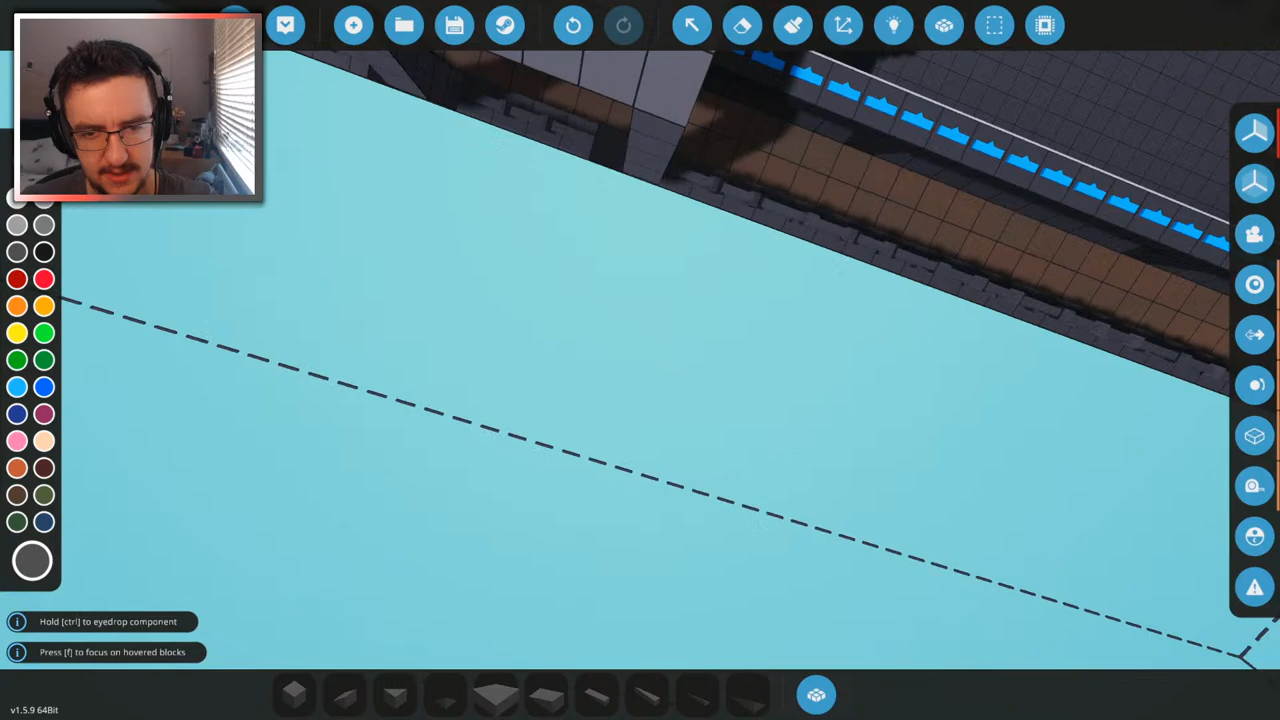 Hold [ctrl] to eyedrop component
Press [f] to focus on hovered blocks
v1.5.9 64Bit